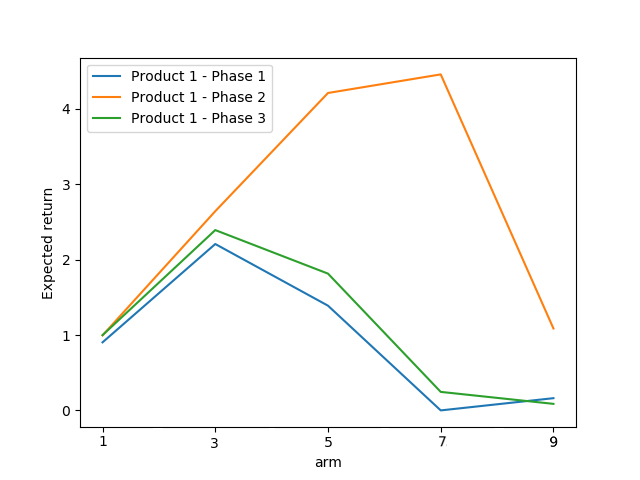 Product 1 - Phase 1
Product 1 - Phase 2
Product 1 - Phase 3
Expected return
4
3
2
1
0
1
3
5
7
9
arm